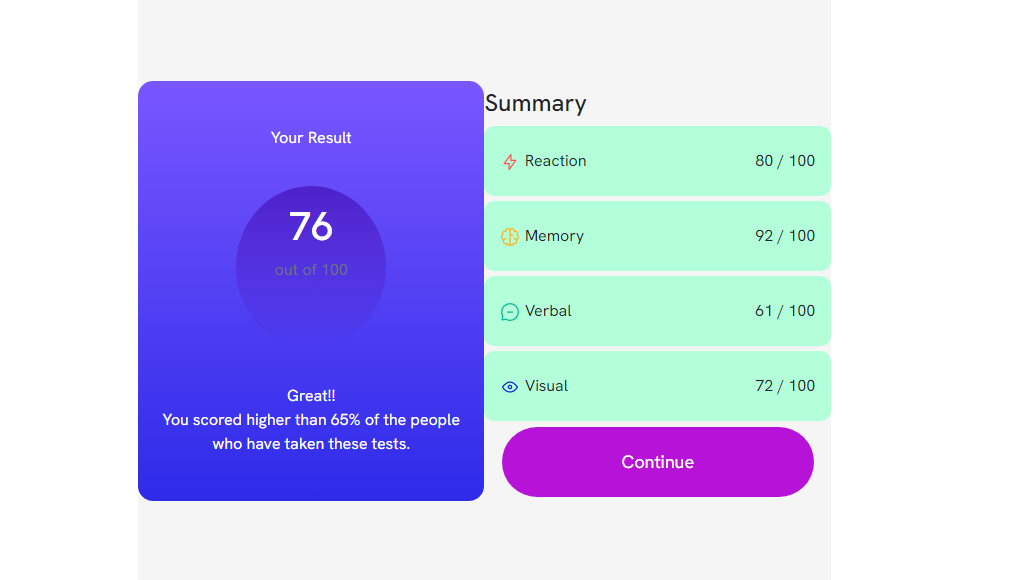 Your Result
76
out of 100
Great!!
You scored higher than 65% of the people
who have taken these tests.
Summary
Reaction 80 / 100
Memory 92 / 100
Verbal 61 / 100
Visual 72 / 100
Continue